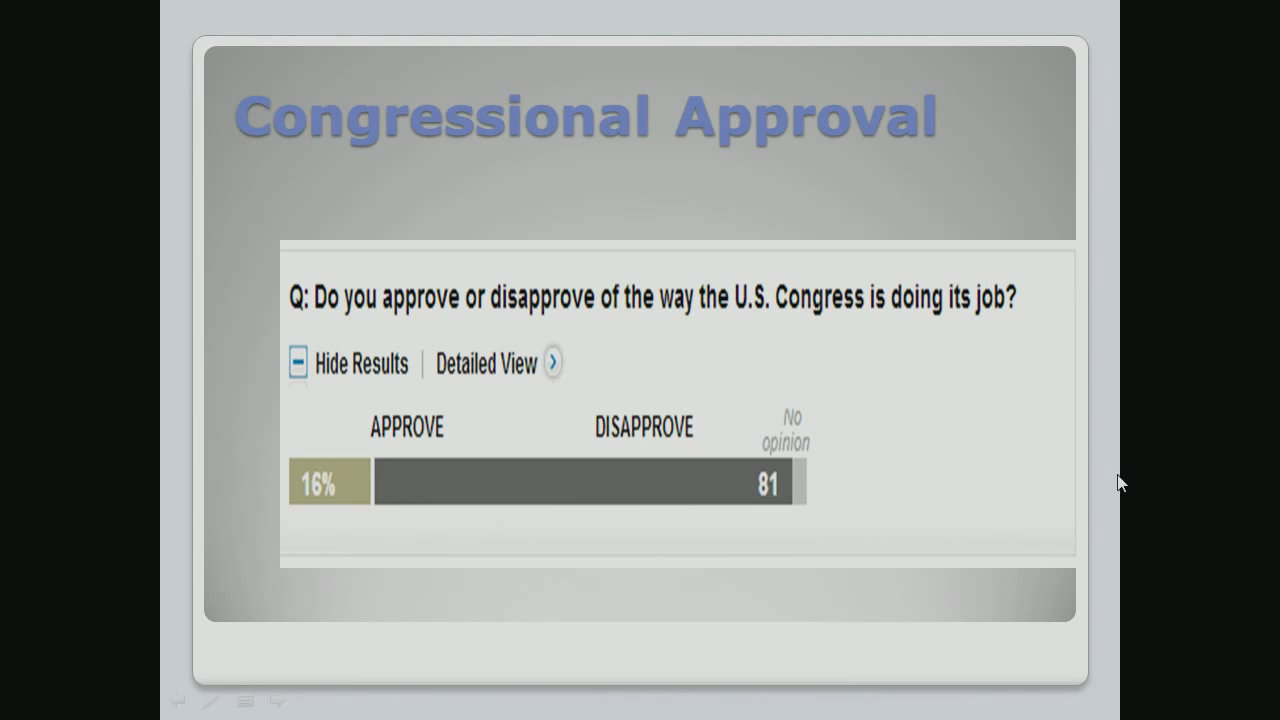 Congressional Approval
Q: Do you approve or disapprove of the way the U.S. Congress is doing its job?
Hide Results | Detailed View
APPROVE DISAPPROVE No opinion
16% 81